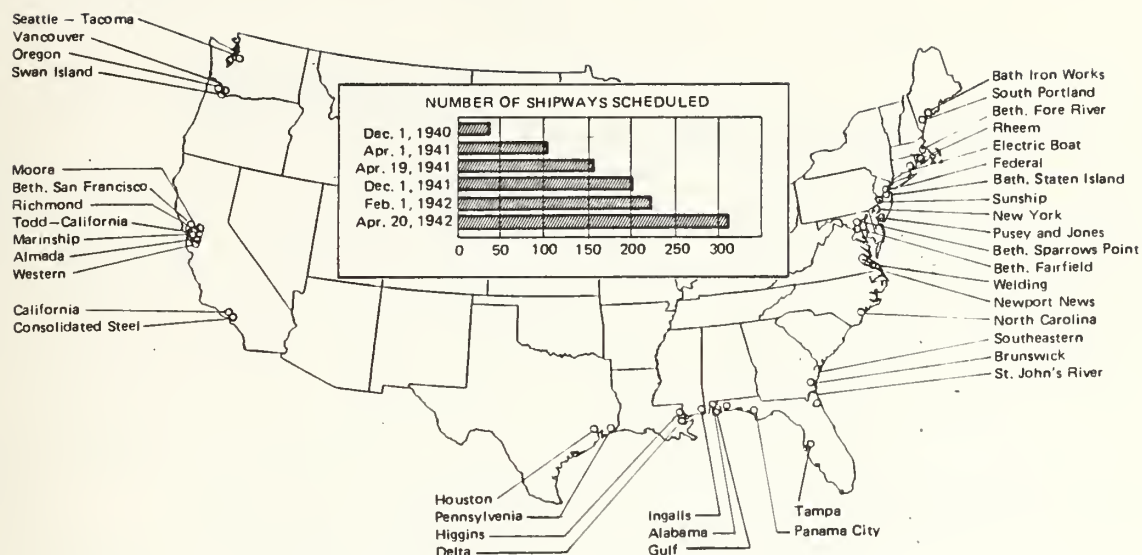 Seattle – Tacoma
Vancouver
Oregon
Swan Island
Moora
Beth. San Francisco
Richmond
Todd–California
Marinship
Almada
Western
California
Consolidated Steel
NUMBER OF SHIPWAYS SCHEDULED
Dec. 1, 1940
Apr. 1, 1941
Apr. 19, 1941
Dec. 1, 1941
Feb. 1, 1942
Apr. 20, 1942
0 50 100 150 200 250 300
Bath Iron Works
South Portland
Beth. Fore River
Rheem
Electric Boat
Federal
Beth. Staten Island
Sunship
New York
Pusey and Jones
Beth. Sparrows Point
Beth. Fairfield
Welding
Newport News
North Carolina
Southeastern
Brunswick
St. John's River
Houston
Pennsylvenia
Higgins
Delta
Ingalls
Alabama
Gulf
Tampa
Panama City